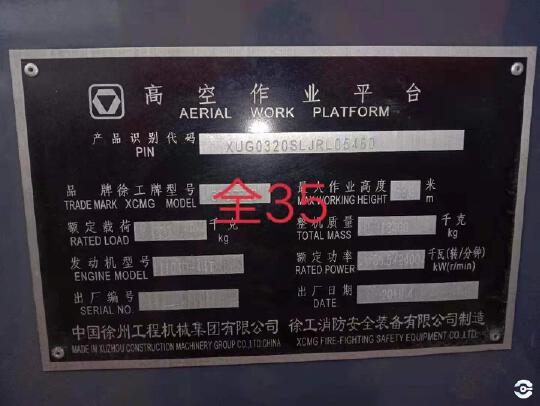 高空作业平台
AERIAL WORK PLATFORM
产品识别代码
PIN
XUG0320SLJRL05460
品牌徐工牌型号
TRADE MARK XCMG MODEL
最大作业高度 米
MAX WORKING HEIGHT m
全35
额定载荷 千克
RATED LOAD kg
整机质量 千克
TOTAL MASS kg
发动机型号
ENGINE MODEL
额定功率 千瓦(转/分钟)
RATED POWER kW(r/min)
出厂编号
SERIAL NO.
出厂日期
DATE
中国徐州工程机械集团有限公司 徐工消防安全装备有限公司制造
MADE IN XUZHOU CONSTRUCTION MACHINERY GROUP CO.,LTD.CHINA XCMG FIRE-FIGHTING SAFETY EQUIPMENT CO.,LTD.